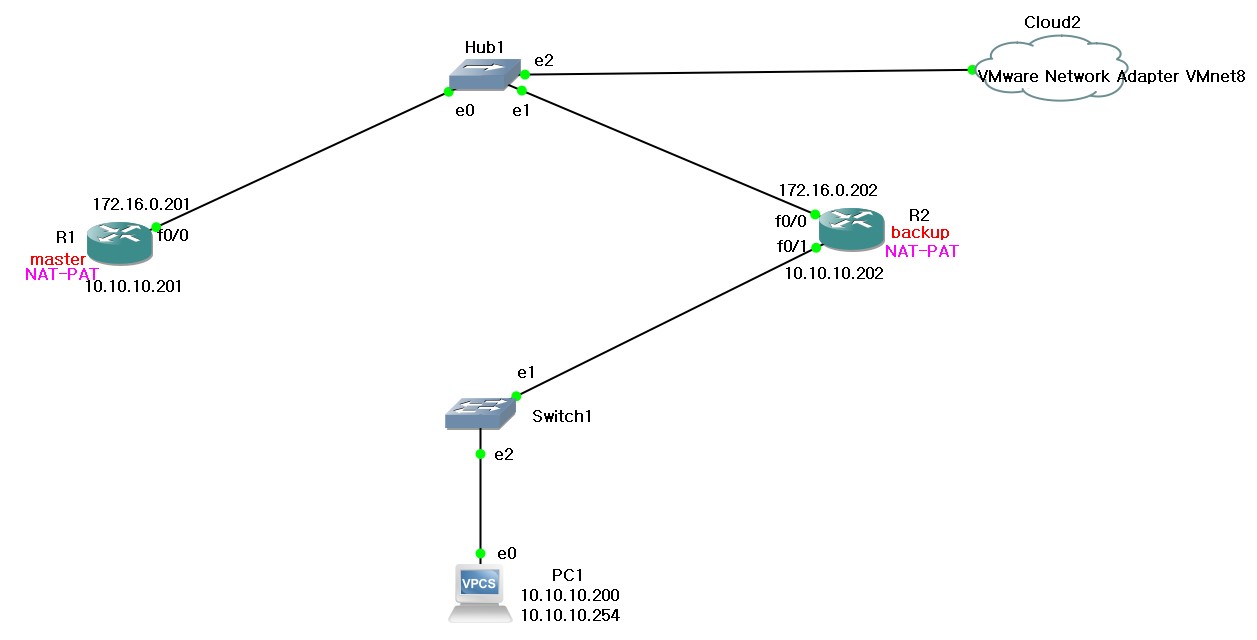 Cloud2
Hub1
e2
VMware Network Adapter VMnet8
e0
e1
172.16.0.201
172.16.0.202
R1
f0/0
f0/0
R2
master
backup
NAT-PAT
f0/1
NAT-PAT
10.10.10.201
10.10.10.202
e1
Switch1
e2
e0
VPCS
PC1
10.10.10.200
10.10.10.254